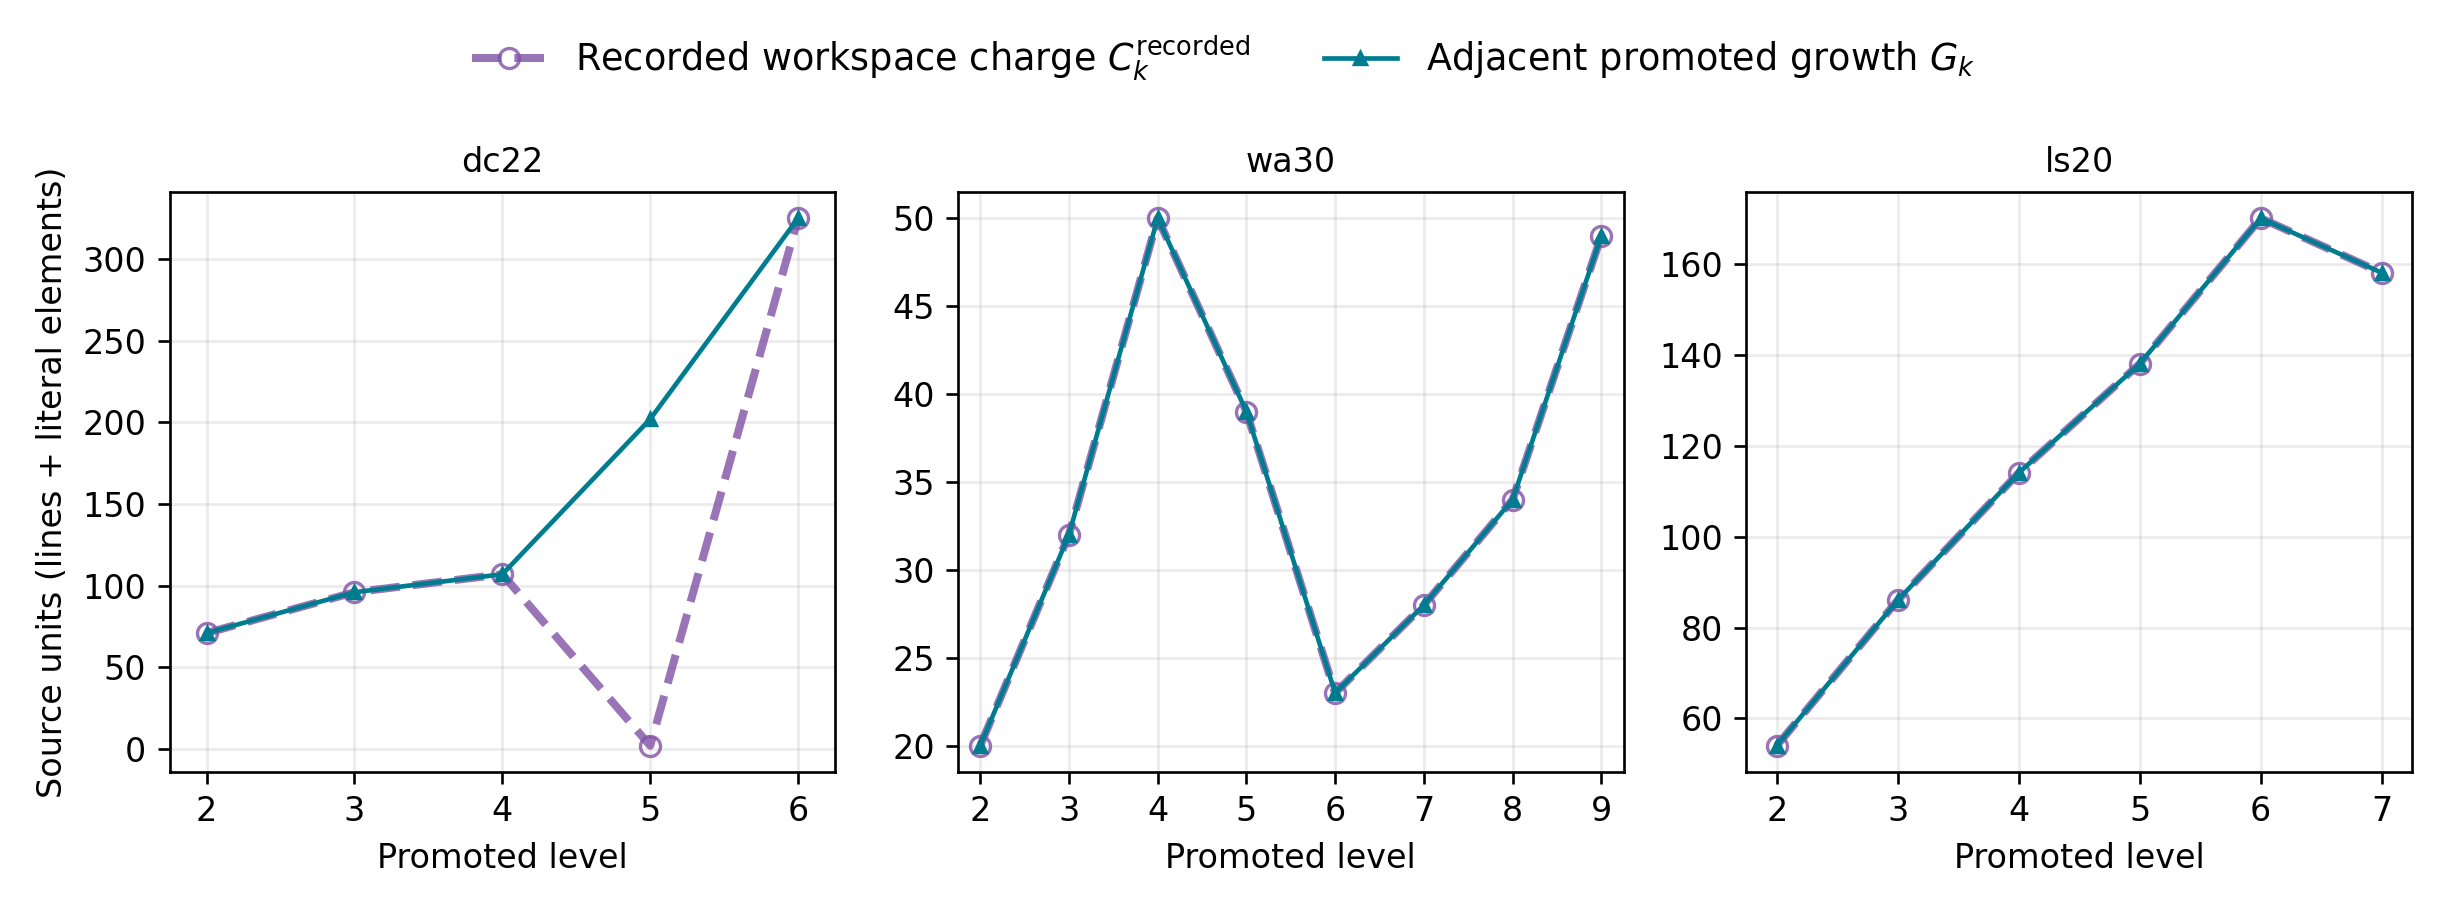 Recorded workspace charge C_k^recorded
Adjacent promoted growth G_k
dc22
wa30
ls20
Source units (lines + literal elements)
300
250
200
150
100
50
0
2 3 4 5 6
Promoted level
50
45
40
35
30
25
20
2 3 4 5 6 7 8 9
Promoted level
160
140
120
100
80
60
2 3 4 5 6 7
Promoted level